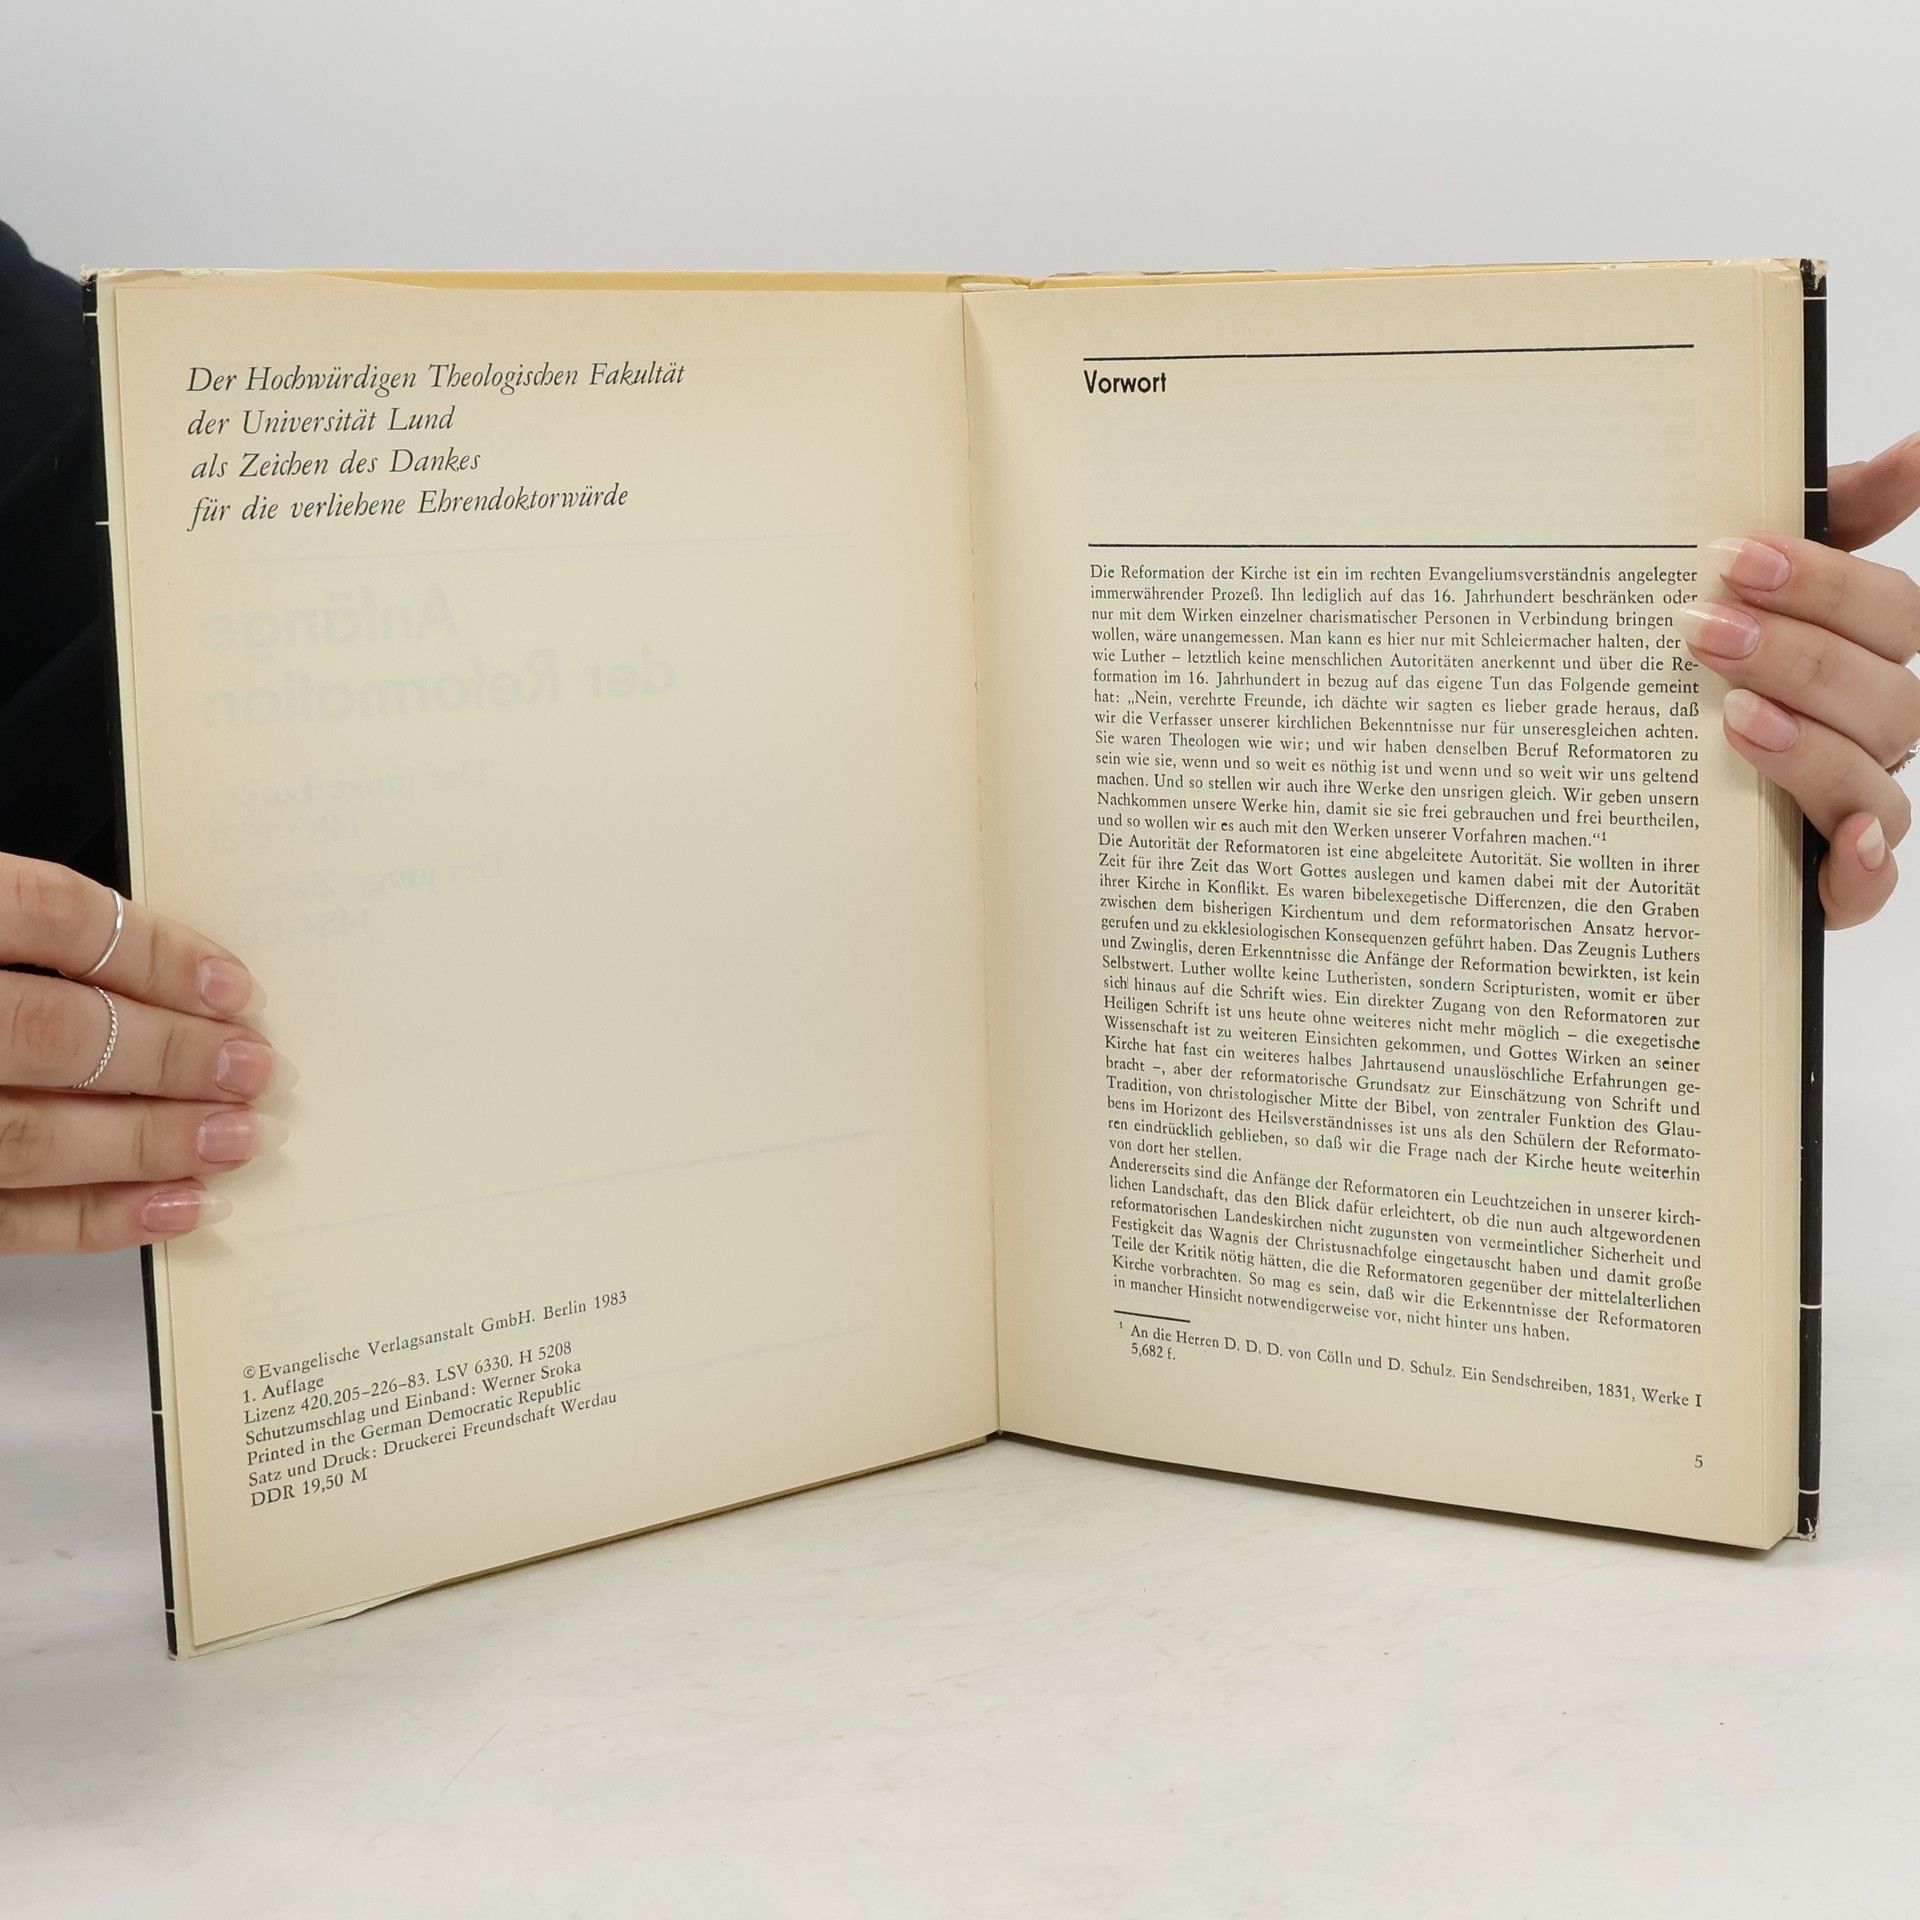 Der Hochwürdigen Theologischen Fakultät
der Universität Lund
als Zeichen des Dankes
für die verliehene Ehrendoktorwürde
Anfänge
der Reformation
Der junge
Der junge
©Evangelische Verlagsanstalt GmbH. Berlin 1983
1. Auflage
Lizenz 420.205–226–83. LSV 6330. H 5208
Schutzumschlag und Einband: Werner Sroka
Printed in the German Democratic Republic
Satz und Druck: Druckerei Freundschaft Werdau
DDR 19,50 M
Vorwort
Die Reformation der Kirche ist ein im rechten Evangeliumsverständnis angelegter
immerwährender Prozeß. Ihn lediglich auf das 16. Jahrhundert beschränken oder
nur mit dem Wirken einzelner charismatischer Personen in Verbindung bringen
wollen, wäre unangemessen. Man kann es hier nur mit Schleiermacher halten, der
wie Luther – letztlich keine menschlichen Autoritäten anerkennt und über die Re-
formation im 16. Jahrhundert in bezug auf das eigene Tun das Folgende gemeint
hat: „Nein, verehrte Freunde, ich dächte wir sagten es lieber grade heraus, daß
wir die Verfasser unserer kirchlichen Bekenntnisse nur für unseresgleichen achten.
Sie waren Theologen wie wir; und wir haben denselben Beruf Reformatoren zu
sein wie sie, wenn und so weit es nöthig ist und wenn und so weit wir uns geltend
machen. Und so stellen wir auch ihre Werke den unsrigen gleich. Wir geben unsern
Nachkommen unsere Werke hin, damit sie sie frei gebrauchen und frei beurtheilen,
und so wollen wir es auch mit den Werken unserer Vorfahren machen.“¹
Die Autorität der Reformatoren ist eine abgeleitete Autorität. Sie wollten in ihrer
Zeit für ihre Zeit das Wort Gottes auslegen und kamen dabei mit der Autorität
ihrer Kirche in Konflikt. Es waren bibelexegetische Differenzen, die den Graben
zwischen dem bisherigen Kirchentum und dem reformatorischen Ansatz hervor-
gerufen und zu ekklesiologischen Konsequenzen geführt haben. Das Zeugnis Luthers
und Zwinglis, deren Erkenntnisse die Anfänge der Reformation bewirkten, ist kein
Selbstwert. Luther wollte keine Lutheristen, sondern Scripturisten, womit er über
sich hinaus auf die Schrift wies. Ein direkter Zugang von den Reformatoren zur
Heiligen Schrift ist uns heute ohne weiteres nicht mehr möglich – die exegetische
Wissenschaft ist zu weiteren Einsichten gekommen, und Gottes Wirken an seiner
Kirche hat fast ein weiteres halbes Jahrtausend unauslöschliche Erfahrungen ge-
bracht –, aber der reformatorische Grundsatz zur Einschätzung von Schrift und
Tradition, von christologischer Mitte der Bibel, von zentraler Funktion des Glau-
bens im Horizont des Heilsverständnisses ist uns als den Schülern der Reformato-
ren eindrücklich geblieben, so daß wir die Frage nach der Kirche heute weiterhin
von dort her stellen.
Andererseits sind die Anfänge der Reformatoren ein Leuchtzeichen in unserer kirch-
lichen Landschaft, das den Blick dafür erleichtert, ob die nun auch altgewordenen
reformatorischen Landeskirchen nicht zugunsten von vermeintlicher Sicherheit und
Festigkeit das Wagnis der Christusnachfolge eingetauscht haben und damit große
Teile der Kritik nötig hätten, die die Reformatoren gegenüber der mittelalterlichen
Kirche vorbrachten. So mag es sein, daß wir die Erkenntnisse der Reformatoren
in mancher Hinsicht notwendigerweise vor, nicht hinter uns haben.
¹ An die Herren D. D. D. von Cölln und D. Schulz. Ein Sendschreiben, 1831, Werke I
5,682 f.
5